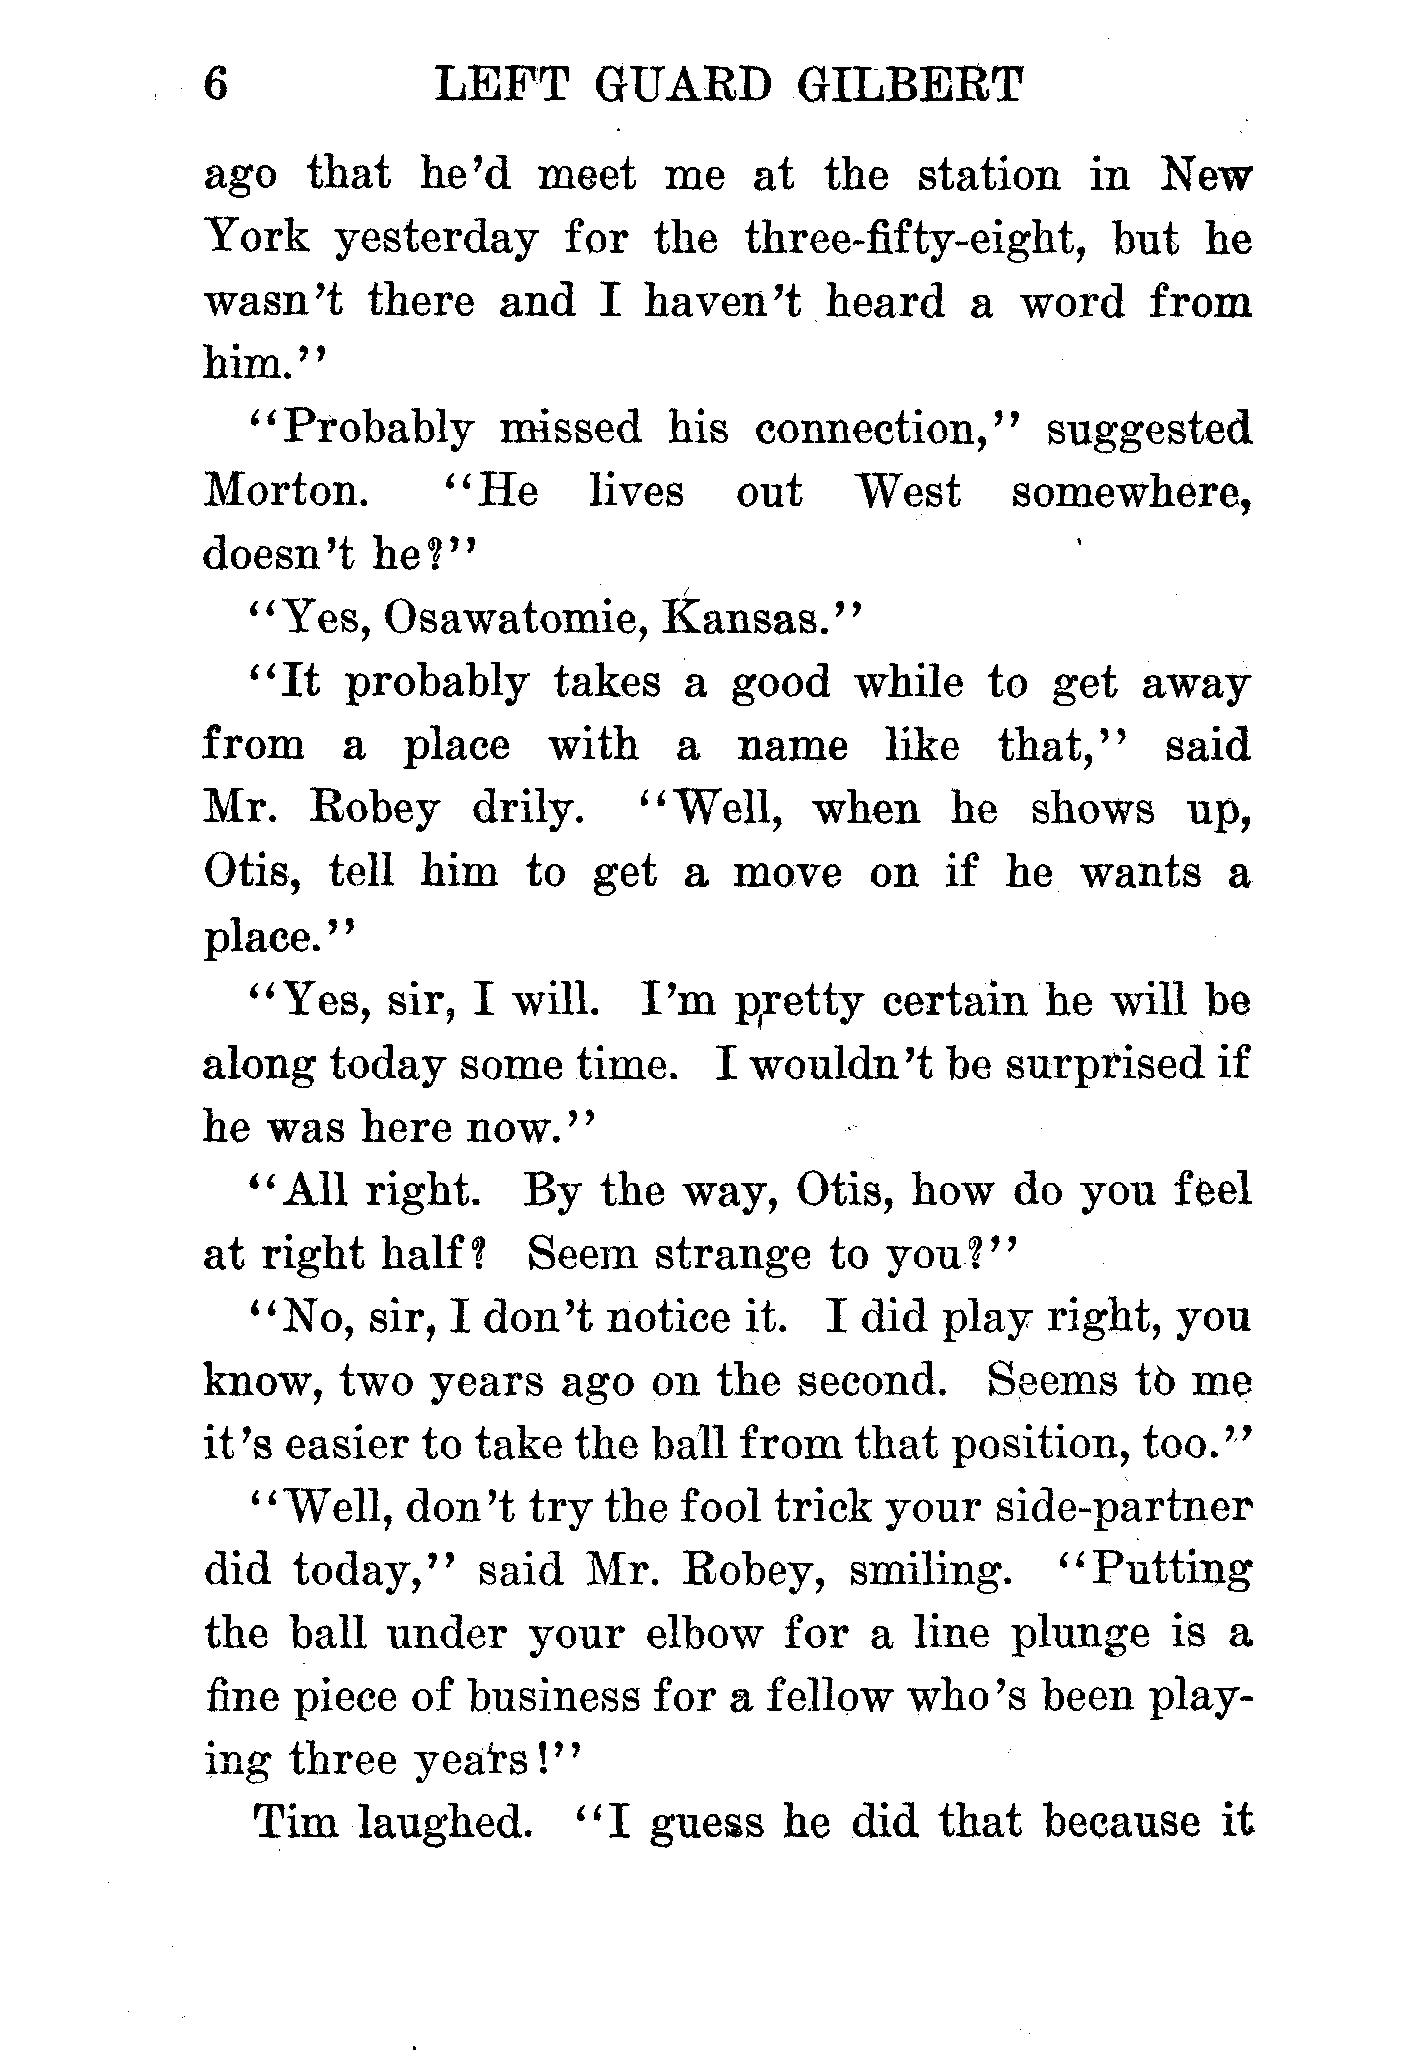 6 LEFT GUARD GILBERT
ago that he'd meet me at the station in New
York yesterday for the three-fifty-eight, but he
wasn't there and I haven't heard a word from
him."
"Probably missed his connection," suggested
Morton. "He lives out West somewhere,
doesn't he?"
"Yes, Osawatomie, Kansas."
"It probably takes a good while to get away
from a place with a name like that," said
Mr. Robey drily. "Well, when he shows up,
Otis, tell him to get a move on if he wants a
place."
"Yes, sir, I will. I'm pretty certain he will be
along today some time. I wouldn't be surprised if
he was here now."
"All right. By the way, Otis, how do you feel
at right half? Seem strange to you?"
"No, sir, I don't notice it. I did play right, you
know, two years ago on the second. Seems to me
it's easier to take the ball from that position, too."
"Well, don't try the fool trick your side-partner
did today," said Mr. Robey, smiling. "Putting
the ball under your elbow for a line plunge is a
fine piece of business for a fellow who's been play-
ing three years!"
Tim laughed. "I guess he did that because it